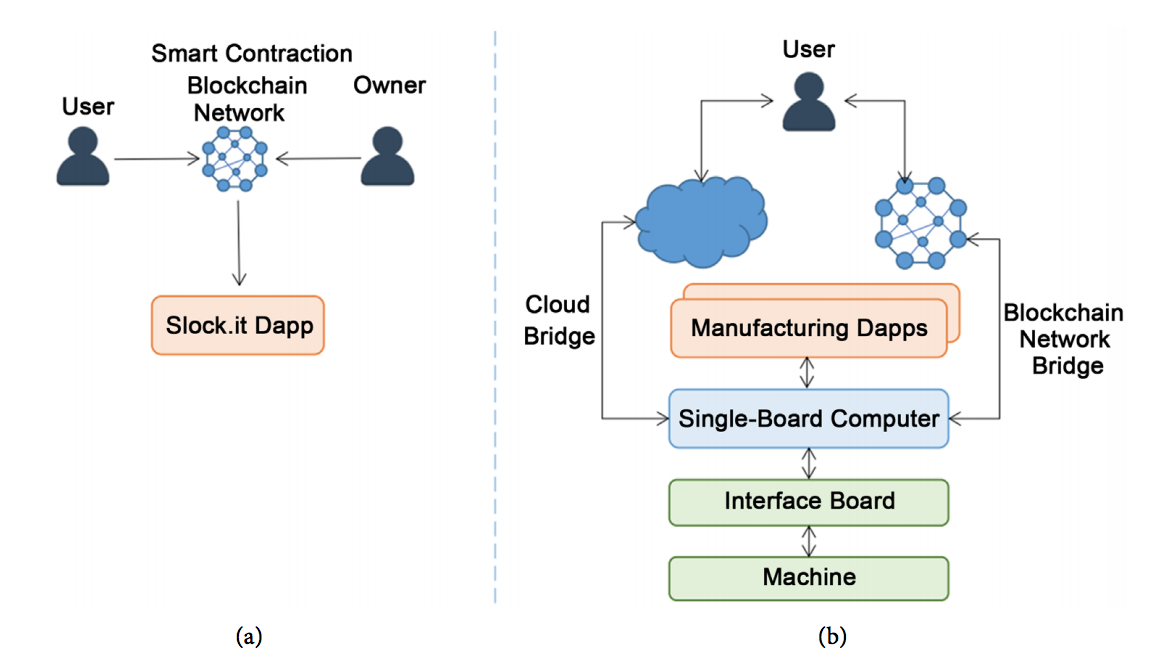 Smart Contraction
Blockchain
Network
User
Owner
Slock.it Dapp
(a)
User
Cloud
Bridge
Manufacturing Dapps
Blockchain
Network
Bridge
Single-Board Computer
Interface Board
Machine
(b)